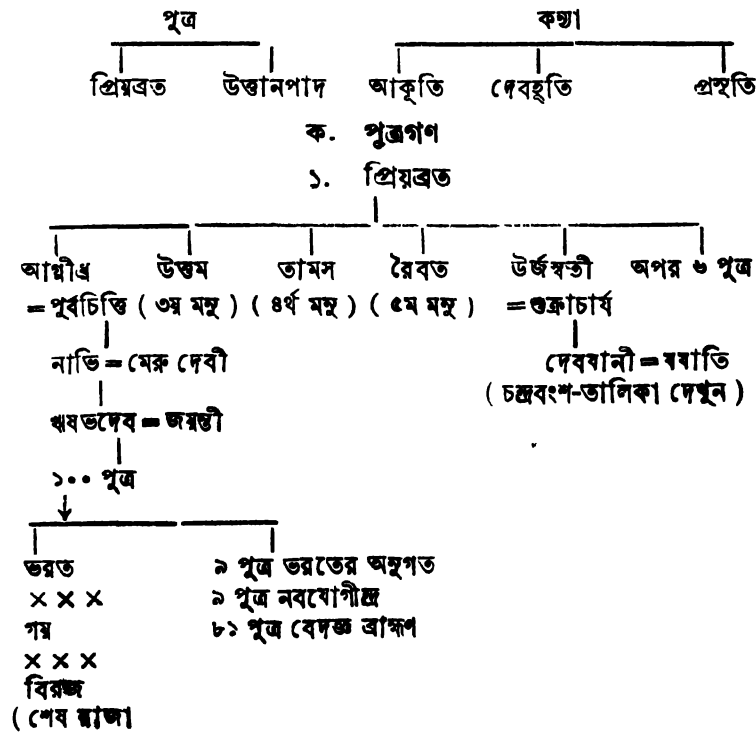 পুত্র কন্যা
প্রিয়ব্রত উত্তানপাদ আকূতি দেবহূতি প্রসূতি
ক. পুত্রগণ
১. প্রিয়ব্রত
আগ্নীধ্র উত্তম তামস রৈবত উর্জস্বতী অপর ৬ পুত্র
= পূর্বচিত্তি ( ৩য় মনু ) ( ৪র্থ মনু ) ( ৫ম মনু ) = শুক্রাচার্য
নাভি = মেরু দেবী দেবযানী = যযাতি
( চন্দ্রবংশ-তালিকা দেখুন )
ঋষভদেব = জয়ন্তী
১০০ পুত্র
ভরত ৯ পুত্র ভরতের অনুগত
× × × ৯ পুত্র নবযোগীন্দ্র
গয় ৮১ পুত্র বেদজ্ঞ ব্রাহ্মণ
× × ×
বিরজ
( শেষ রাজা